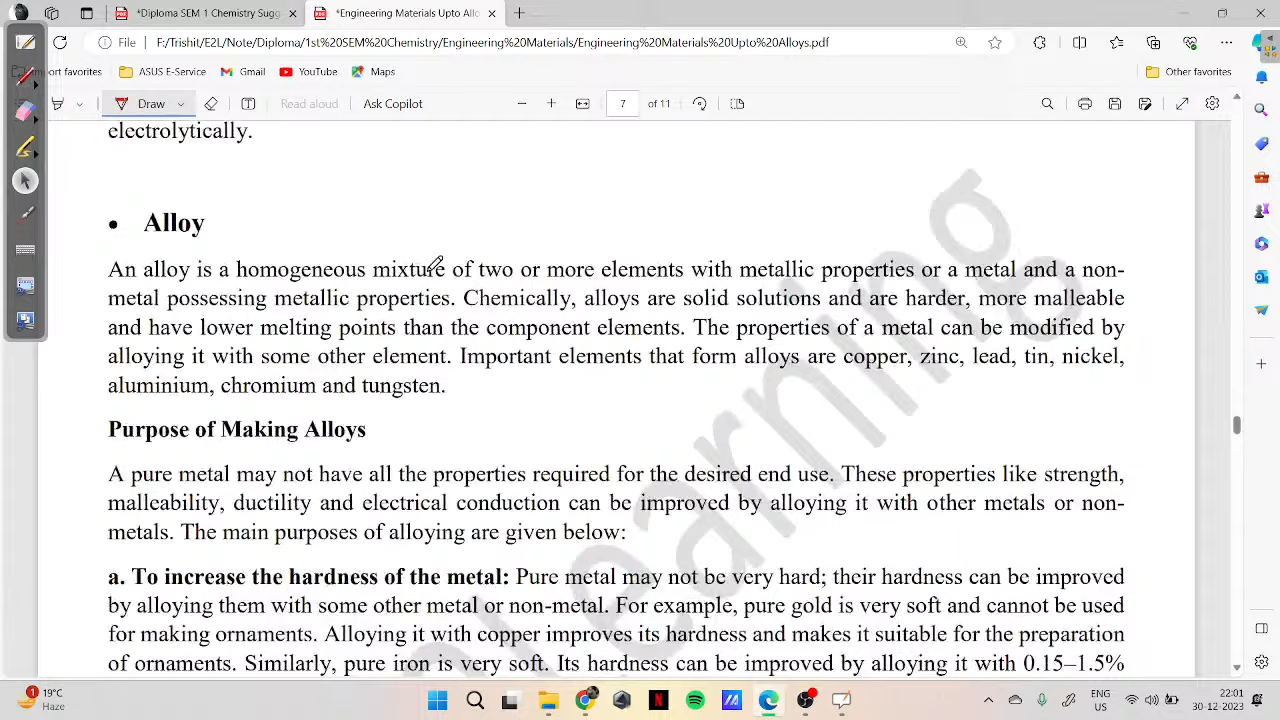 *Diploma SEM 1 Chemistry Sugg
*Engineering Materials Upto Allo
File
F:/Trishit/E2L/Note/Diploma/1st%20SEM%20Chemistry/Engineering%20Materials/Engineering%20Materials%20Upto%20Alloys.pdf
import favorites
ASUS E-Service
Gmail
YouTube
Maps
Other favorites
Draw
Read aloud
Ask Copilot
7
of 11
electrolytically.
• Alloy
An alloy is a homogeneous mixture of two or more elements with metallic properties or a metal and a non-
metal possessing metallic properties. Chemically, alloys are solid solutions and are harder, more malleable
and have lower melting points than the component elements. The properties of a metal can be modified by
alloying it with some other element. Important elements that form alloys are copper, zinc, lead, tin, nickel,
aluminium, chromium and tungsten.
Purpose of Making Alloys
A pure metal may not have all the properties required for the desired end use. These properties like strength,
malleability, ductility and electrical conduction can be improved by alloying it with other metals or non-
metals. The main purposes of alloying are given below:
a. To increase the hardness of the metal: Pure metal may not be very hard; their hardness can be improved
by alloying them with some other metal or non-metal. For example, pure gold is very soft and cannot be used
for making ornaments. Alloying it with copper improves its hardness and makes it suitable for the preparation
of ornaments. Similarly, pure iron is very soft. Its hardness can be improved by alloying it with 0.15–1.5%
earning
1
19°C
Haze
ENG
US
22:01
30-12-2023